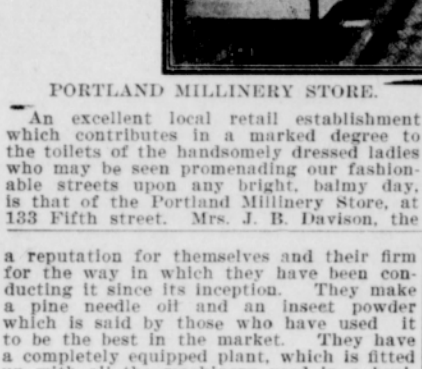 PORTLAND MILLINERY STORE.
An excellent local retail establishment
which contributes in a marked degree to
the toilets of the handsomely dressed ladies
who may be seen promenading our fashion-
able streets upon any bright, balmy day,
is that of the Portland Millinery Store, at
133 Fifth street. Mrs. J. B. Davison, the
a reputation for themselves and their firm
for the way in which they have been con-
ducting it since its inception. They make
a pine needle oil and an insect powder
which is said by those who have used it
to be the best in the market. They have
a completely equipped plant, which is fitted